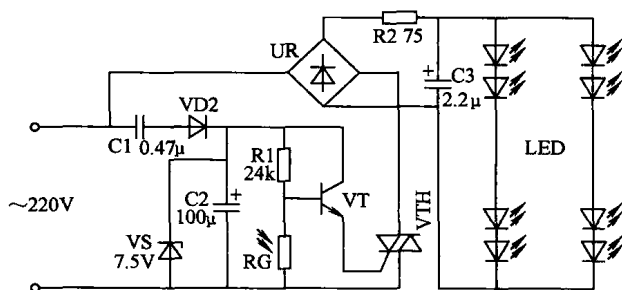 R2 75
UR
C3
2.2μ
VD2
C1
0.47μ
R1
24k
LED
VT
VTH
C2
100μ
~220V
VS
7.5V
RG